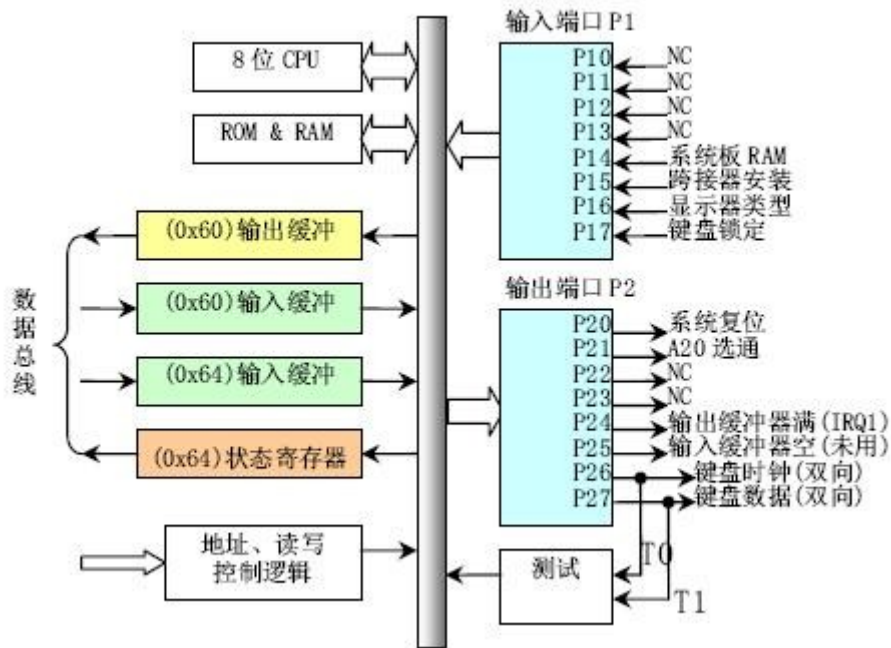 8 位 CPU
ROM & RAM
(0x60)输出缓冲
(0x60)输入缓冲
(0x64)输入缓冲
(0x64)状态寄存器
数据总线
地址、读写
控制逻辑
输入端口 P1
P10 NC
P11 NC
P12 NC
P13 NC
P14 系统板 RAM
P15 跨接器安装
P16 显示器类型
P17 键盘锁定
输出端口 P2
P20 系统复位
P21 A20 选通
P22 NC
P23 NC
P24 输出缓冲器满(IRQ1)
P25 输入缓冲器空(未用)
P26 键盘时钟(双向)
P27 键盘数据(双向)
测试
T0
T1